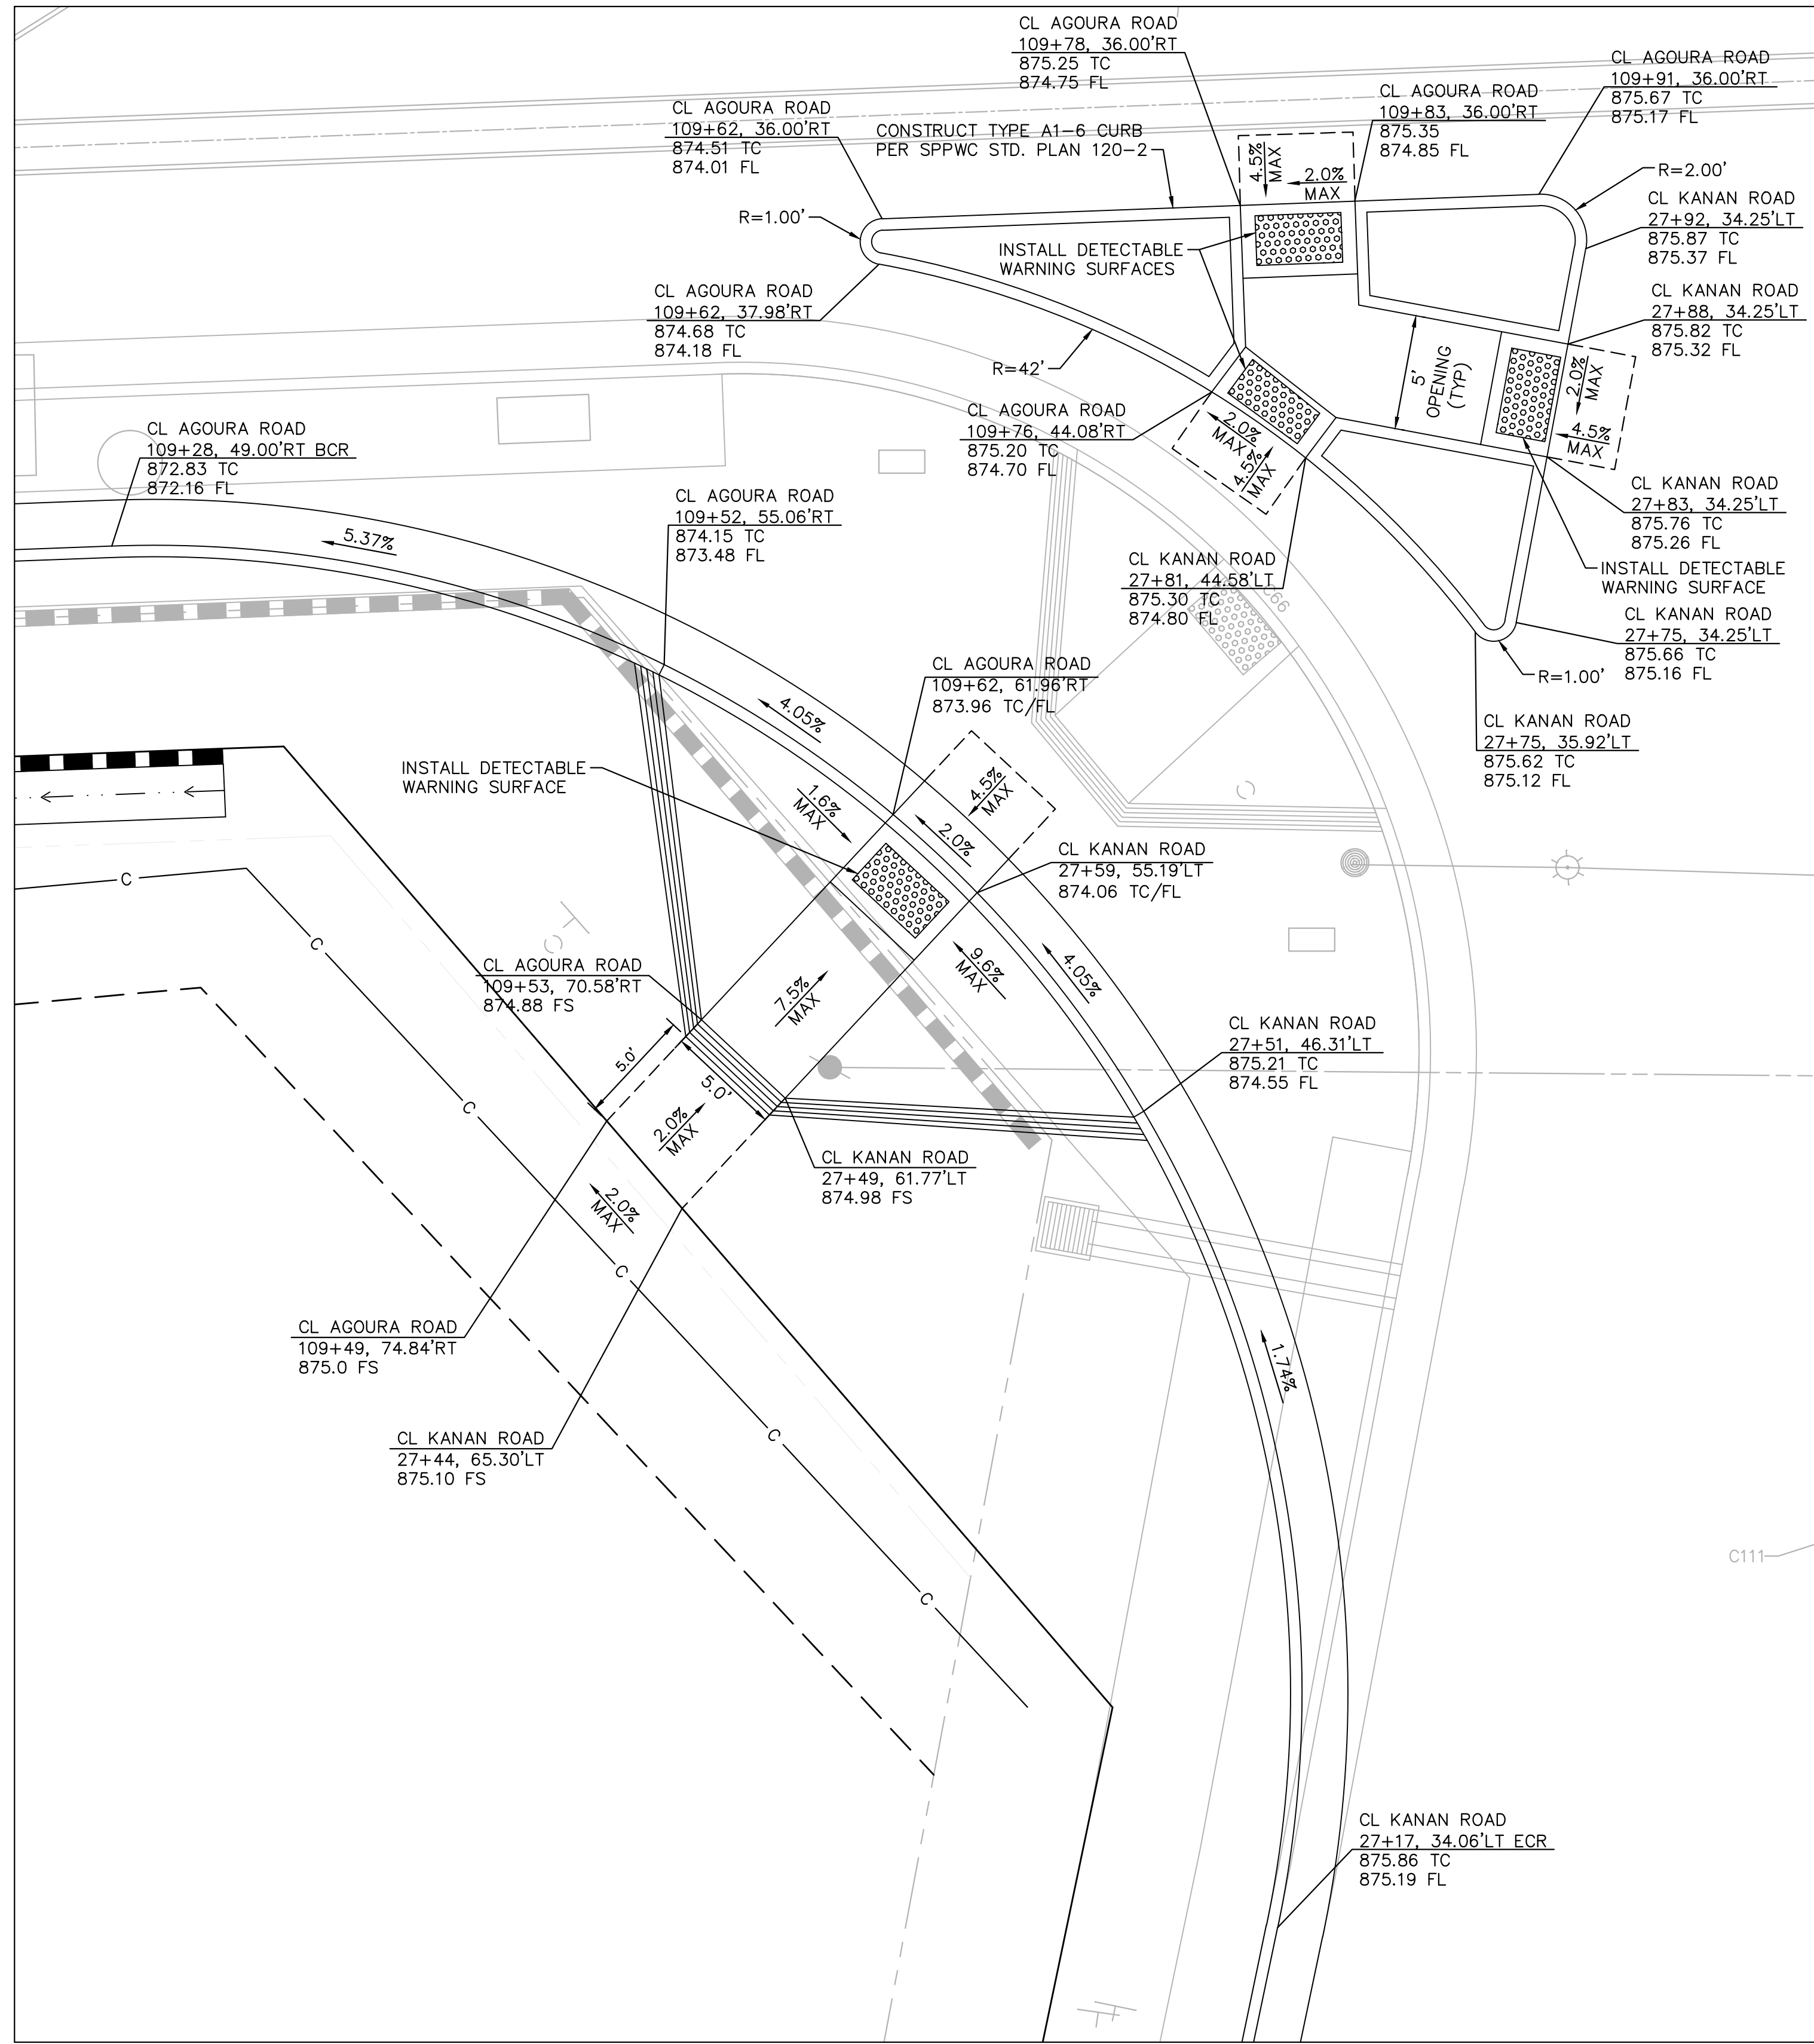 CL AGOURA ROAD
109+78, 36.00'RT
875.25 TC
874.75 FL
CL AGOURA ROAD
109+91, 36.00'RT
875.67 TC
875.17 FL
CL AGOURA ROAD
109+83, 36.00'RT
875.35
874.85 FL
CL AGOURA ROAD
109+62, 36.00'RT
874.51 TC
874.01 FL
CONSTRUCT TYPE A1-6 CURB
PER SPPWC STD. PLAN 120-2
4.5%
MAX
2.0%
MAX
R=2.00'
CL KANAN ROAD
27+92, 34.25'LT
875.87 TC
875.37 FL
R=1.00'
INSTALL DETECTABLE
WARNING SURFACES
CL AGOURA ROAD
109+62, 37.98'RT
874.68 TC
874.18 FL
CL KANAN ROAD
27+88, 34.25'LT
875.82 TC
875.32 FL
R=42'
5'
OPENING
(TYP)
2.0%
MAX
4.5%
MAX
CL AGOURA ROAD
109+76, 44.08'RT
875.20 TC
874.70 FL
2.0%
MAX
4.5%
MAX
CL AGOURA ROAD
109+28, 49.00'RT BCR
872.83 TC
872.16 FL
CL KANAN ROAD
27+83, 34.25'LT
875.76 TC
875.26 FL
CL AGOURA ROAD
109+52, 55.06'RT
874.15 TC
873.48 FL
5.37%
CL KANAN ROAD
27+81, 44.58'LT
875.30 TC
874.80 FL
C66
INSTALL DETECTABLE
WARNING SURFACE
CL KANAN ROAD
27+75, 34.25'LT
875.66 TC
875.16 FL
R=1.00'
CL AGOURA ROAD
109+62, 61.96'RT
873.96 TC/FL
4.05%
CL KANAN ROAD
27+75, 35.92'LT
875.62 TC
875.12 FL
INSTALL DETECTABLE
WARNING SURFACE
1.6%
MAX
4.5%
MAX
2.0%
C
CL KANAN ROAD
27+59, 55.19'LT
874.06 TC/FL
C
C
CL AGOURA ROAD
109+53, 70.58'RT
874.88 FS
7.5%
MAX
9.6%
MAX
4.05%
CL KANAN ROAD
27+51, 46.31'LT
875.21 TC
874.55 FL
5.0'
5.0'
C
2.0%
MAX
CL KANAN ROAD
27+49, 61.77'LT
874.98 FS
2.0%
MAX
C
CL AGOURA ROAD
109+49, 74.84'RT
875.0 FS
1.74%
CL KANAN ROAD
27+44, 65.30'LT
875.10 FS
C
C111
C
CL KANAN ROAD
27+17, 34.06'LT ECR
875.86 TC
875.19 FL